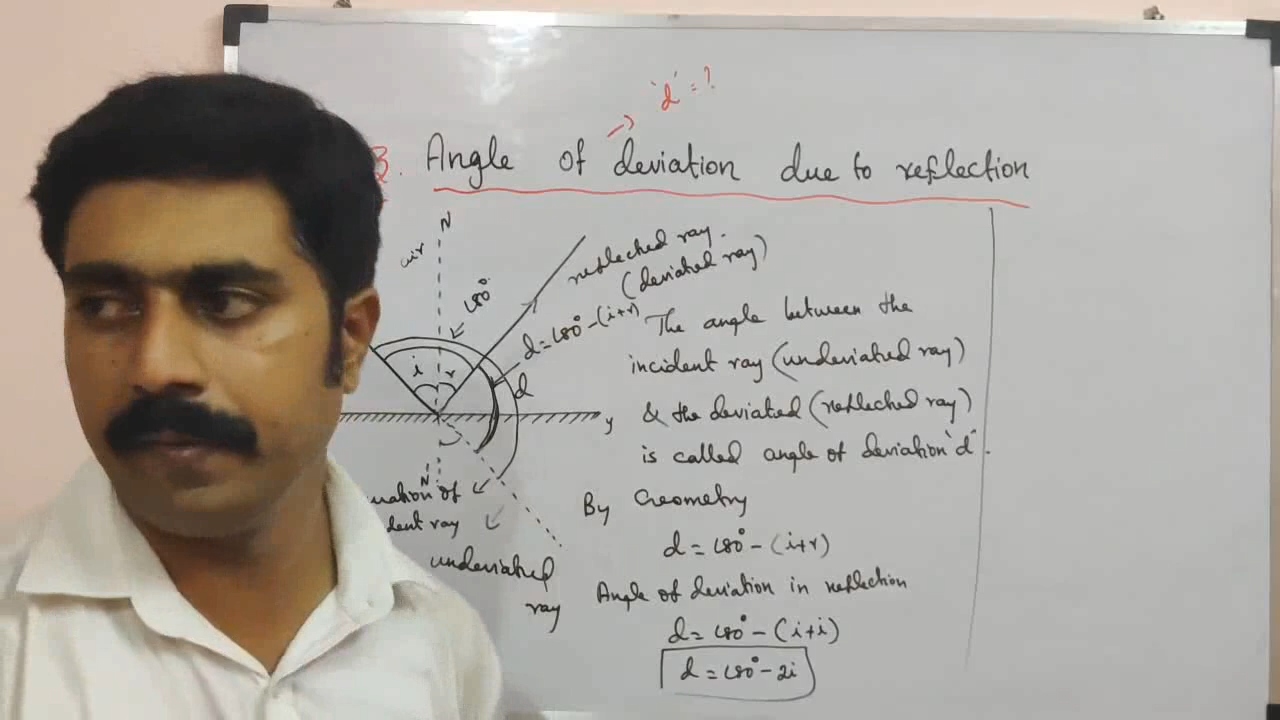 'd' = ?
3. Angle of deviation due to reflection
N
air
180°
reflected ray.
(deviated ray)
d = 180° - (i+r)
i
r
d
y
N'
dent ray
undeviated
ray
The angle between the
incident ray (undeviated ray)
& the deviated (reflected ray)
is called angle of deviation 'd'.
By Geometry
d = 180° - (i+r)
Angle of deviation in reflection
d = 180° - (i+i)
d = 180° - 2i